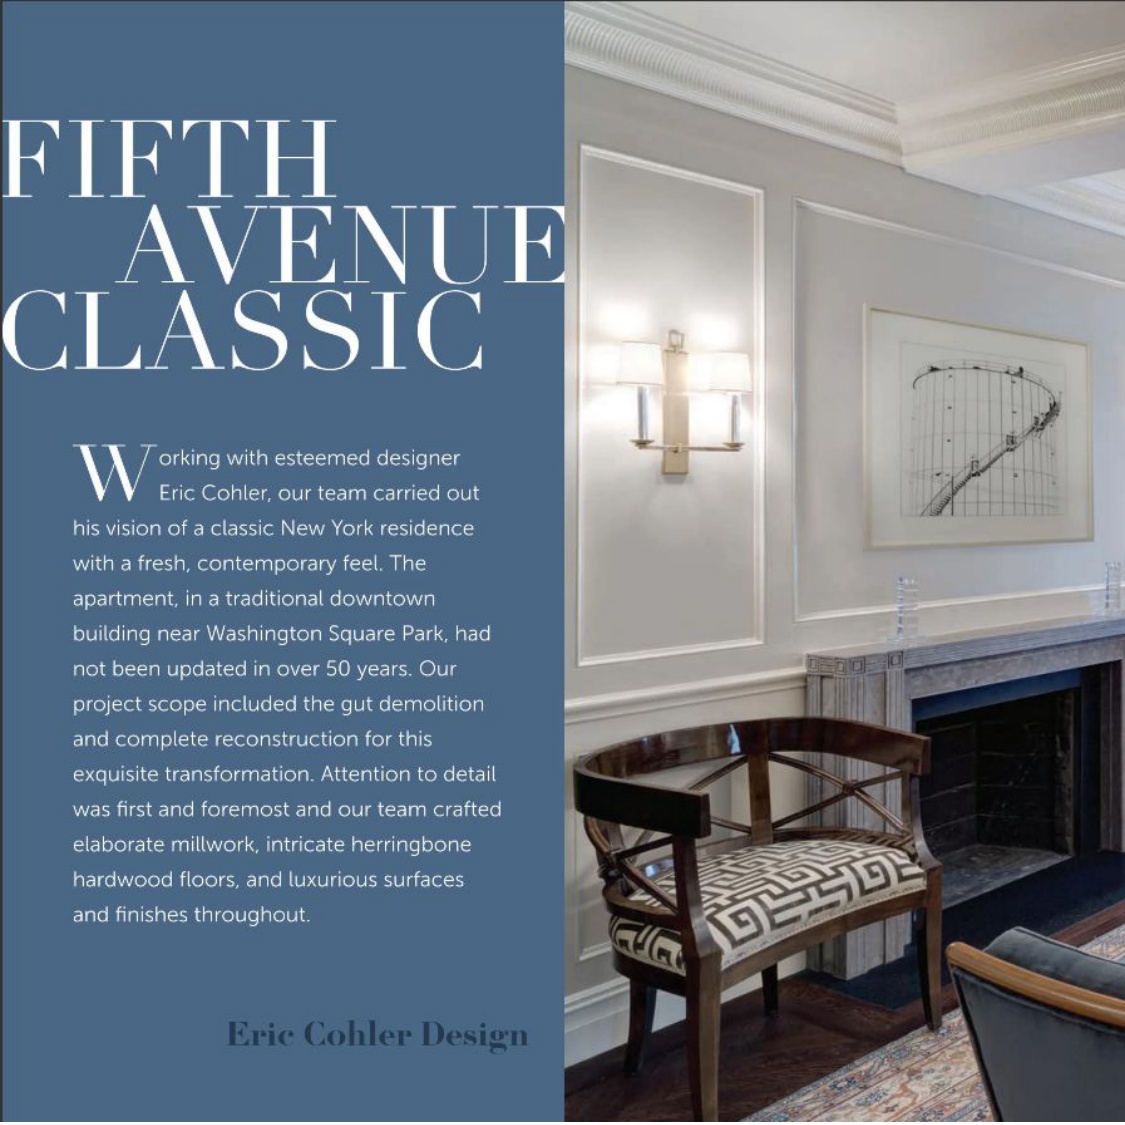 FIFTH
AVENUE
CLASSIC
Working with esteemed designer
Eric Cohler, our team carried out
his vision of a classic New York residence
with a fresh, contemporary feel. The
apartment, in a traditional downtown
building near Washington Square Park, had
not been updated in over 50 years. Our
project scope included the gut demolition
and complete reconstruction for this
exquisite transformation. Attention to detail
was first and foremost and our team crafted
elaborate millwork, intricate herringbone
hardwood floors, and luxurious surfaces
and finishes throughout.
Eric Cohler Design